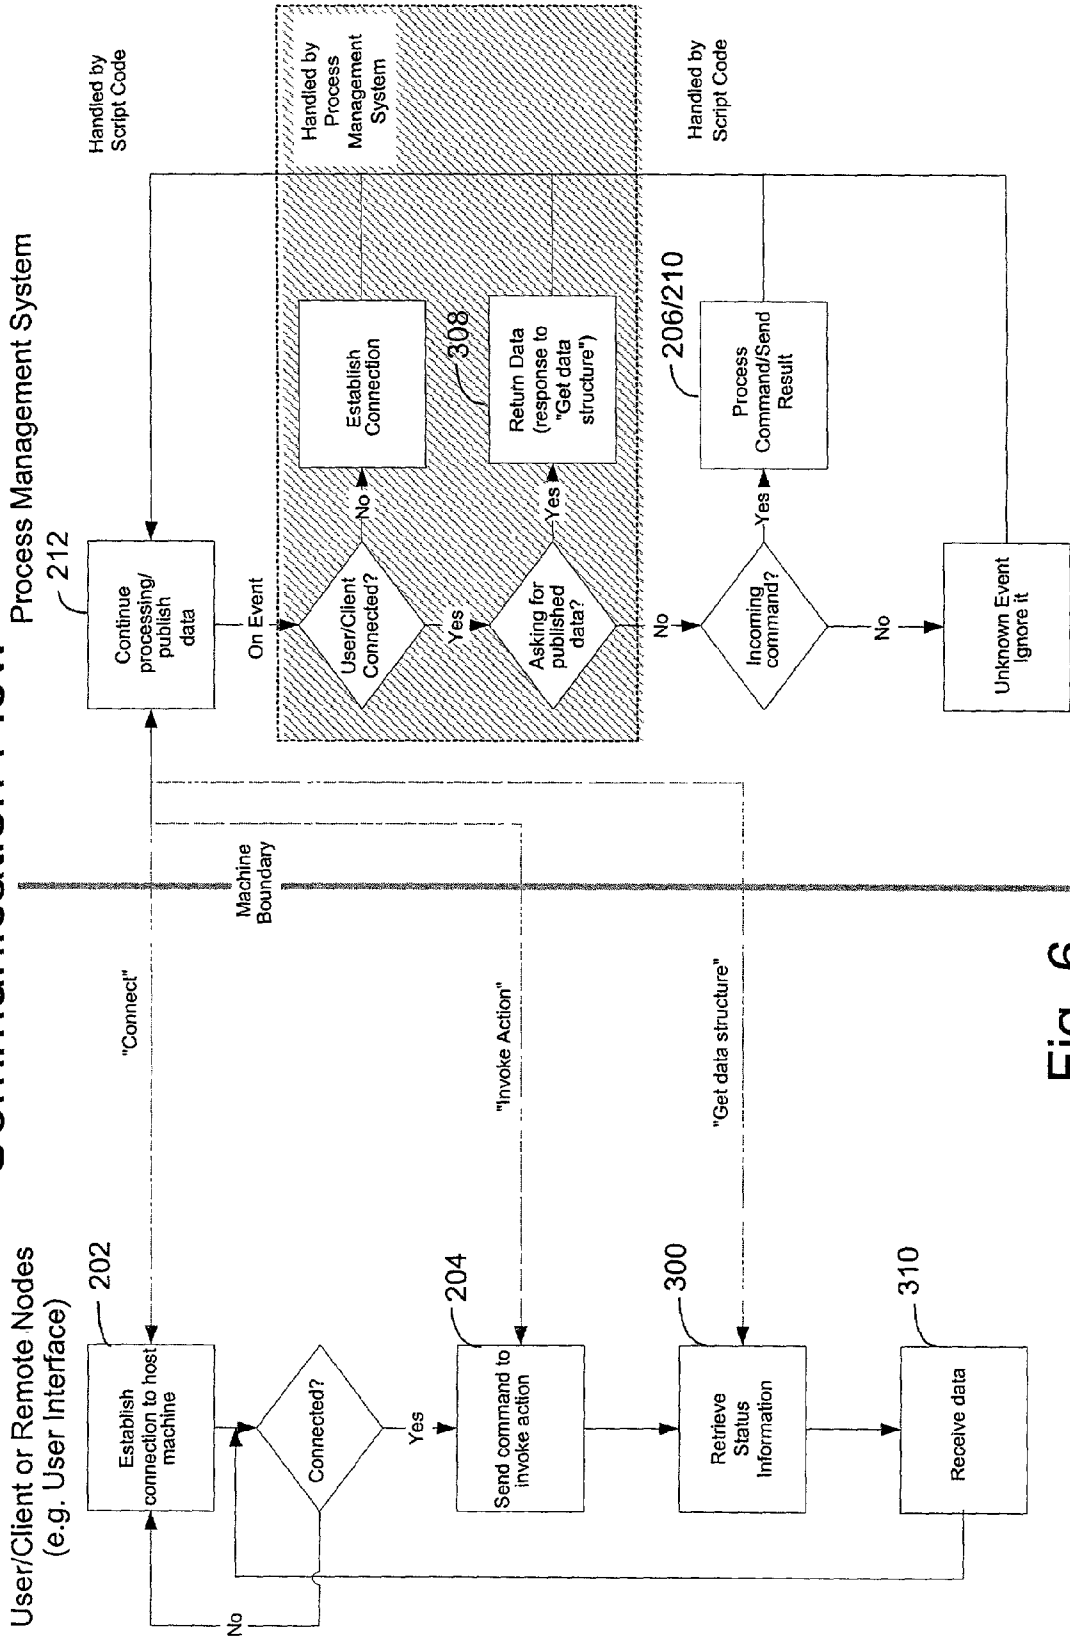 Process Management System
User/Client or Remote Nodes
(e.g. User Interface)
202
Establish
connection to host
machine
Connected?
No
Yes
204
Send command to
invoke action
300
Retrieve
Status
Information
310
Receive data
"Connect"
"Invoke Action"
"Get data structure"
Machine
Boundary
212
Continue
processing/
publish
data
Handled by
Script Code
On Event
User/Client
Connected?
No
Establish
Connection
Handled by
Process
Management
System
Yes
Asking for
published
data?
Yes
308
Return Data
(response to
"Get data
structure")
No
Incoming
command?
Yes
206/210
Process
Command/Send
Result
Handled by
Script Code
No
Unknown Event
Ignore it
Fig. 6